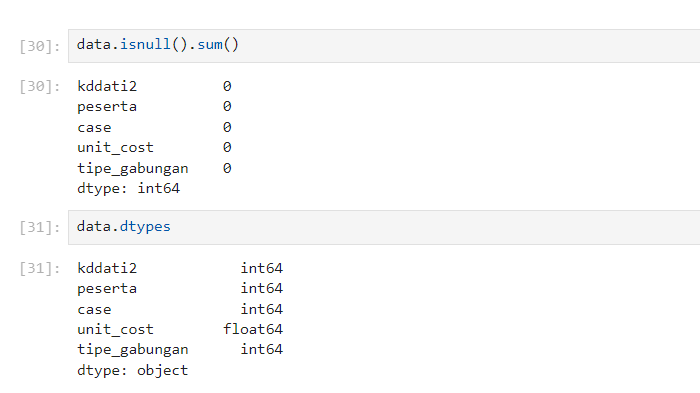 [30]: data.isnull().sum()
[30]: kddati2 0
peserta 0
case 0
unit_cost 0
tipe_gabungan 0
dtype: int64
[31]: data.dtypes
[31]: kddati2 int64
peserta int64
case int64
unit_cost float64
tipe_gabungan int64
dtype: object